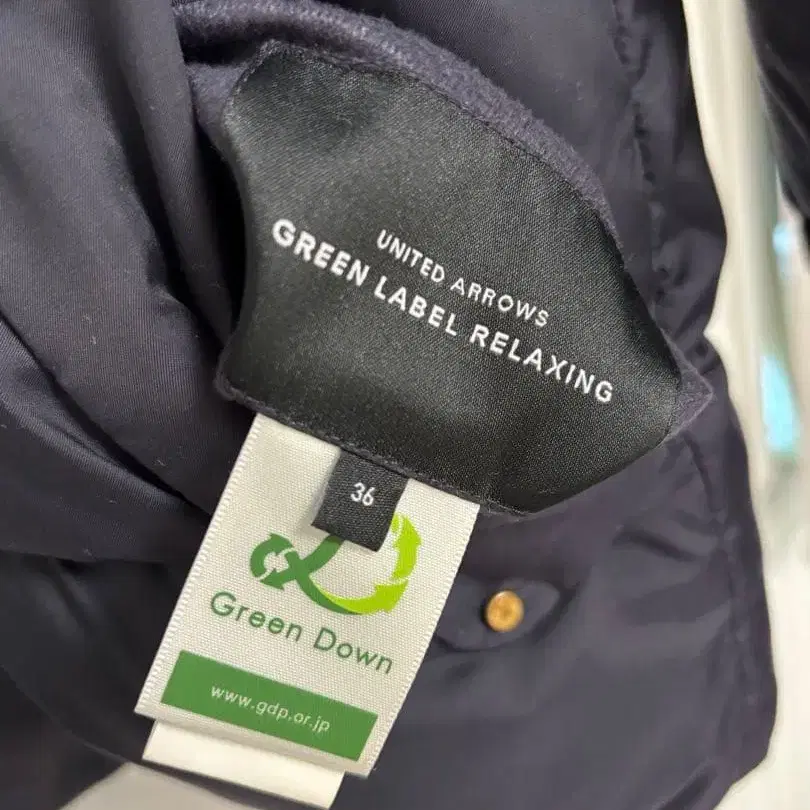 UNITED ARROWS
GREEN LABEL RELAXING
36
Green Down
www.gdp.or.jp